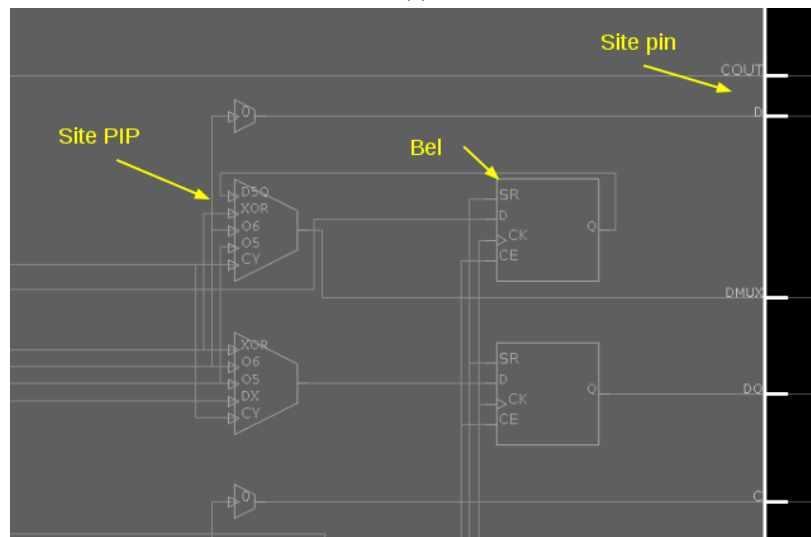 Site pin
COUT
O
D
Site PIP
Bel
D5Q
XOR
O6
O5
CY
SR
D
CK
CE
Q
DMUX
XOR
O6
O5
DX
CY
SR
D
CK
CE
Q
DQ
O
C